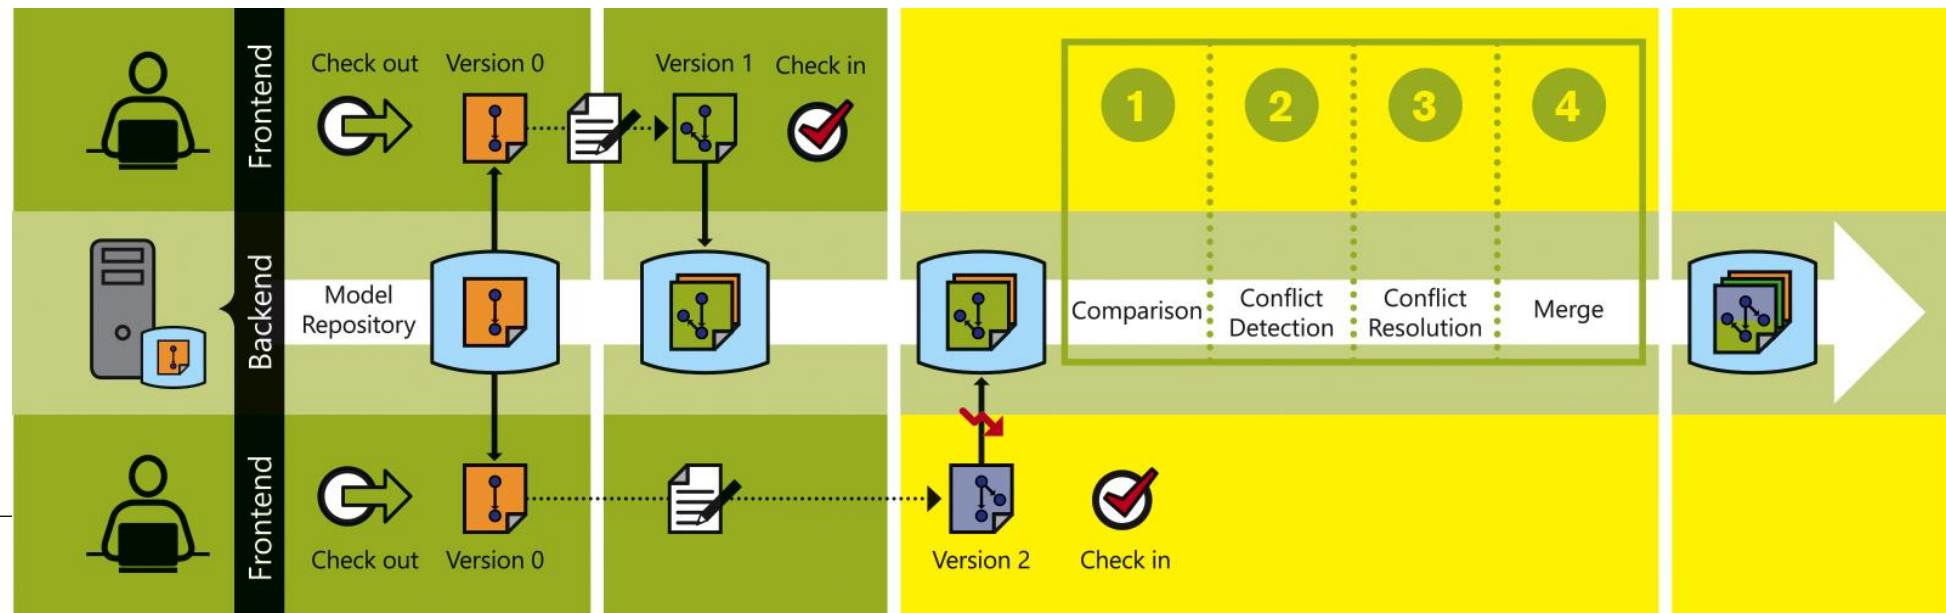 Frontend
Check out
Version 0
Version 1
Check in
1
2
3
4
Backend
Model
Repository
Comparison
Conflict
Detection
Conflict
Resolution
Merge
Frontend
Check out
Version 0
Version 2
Check in